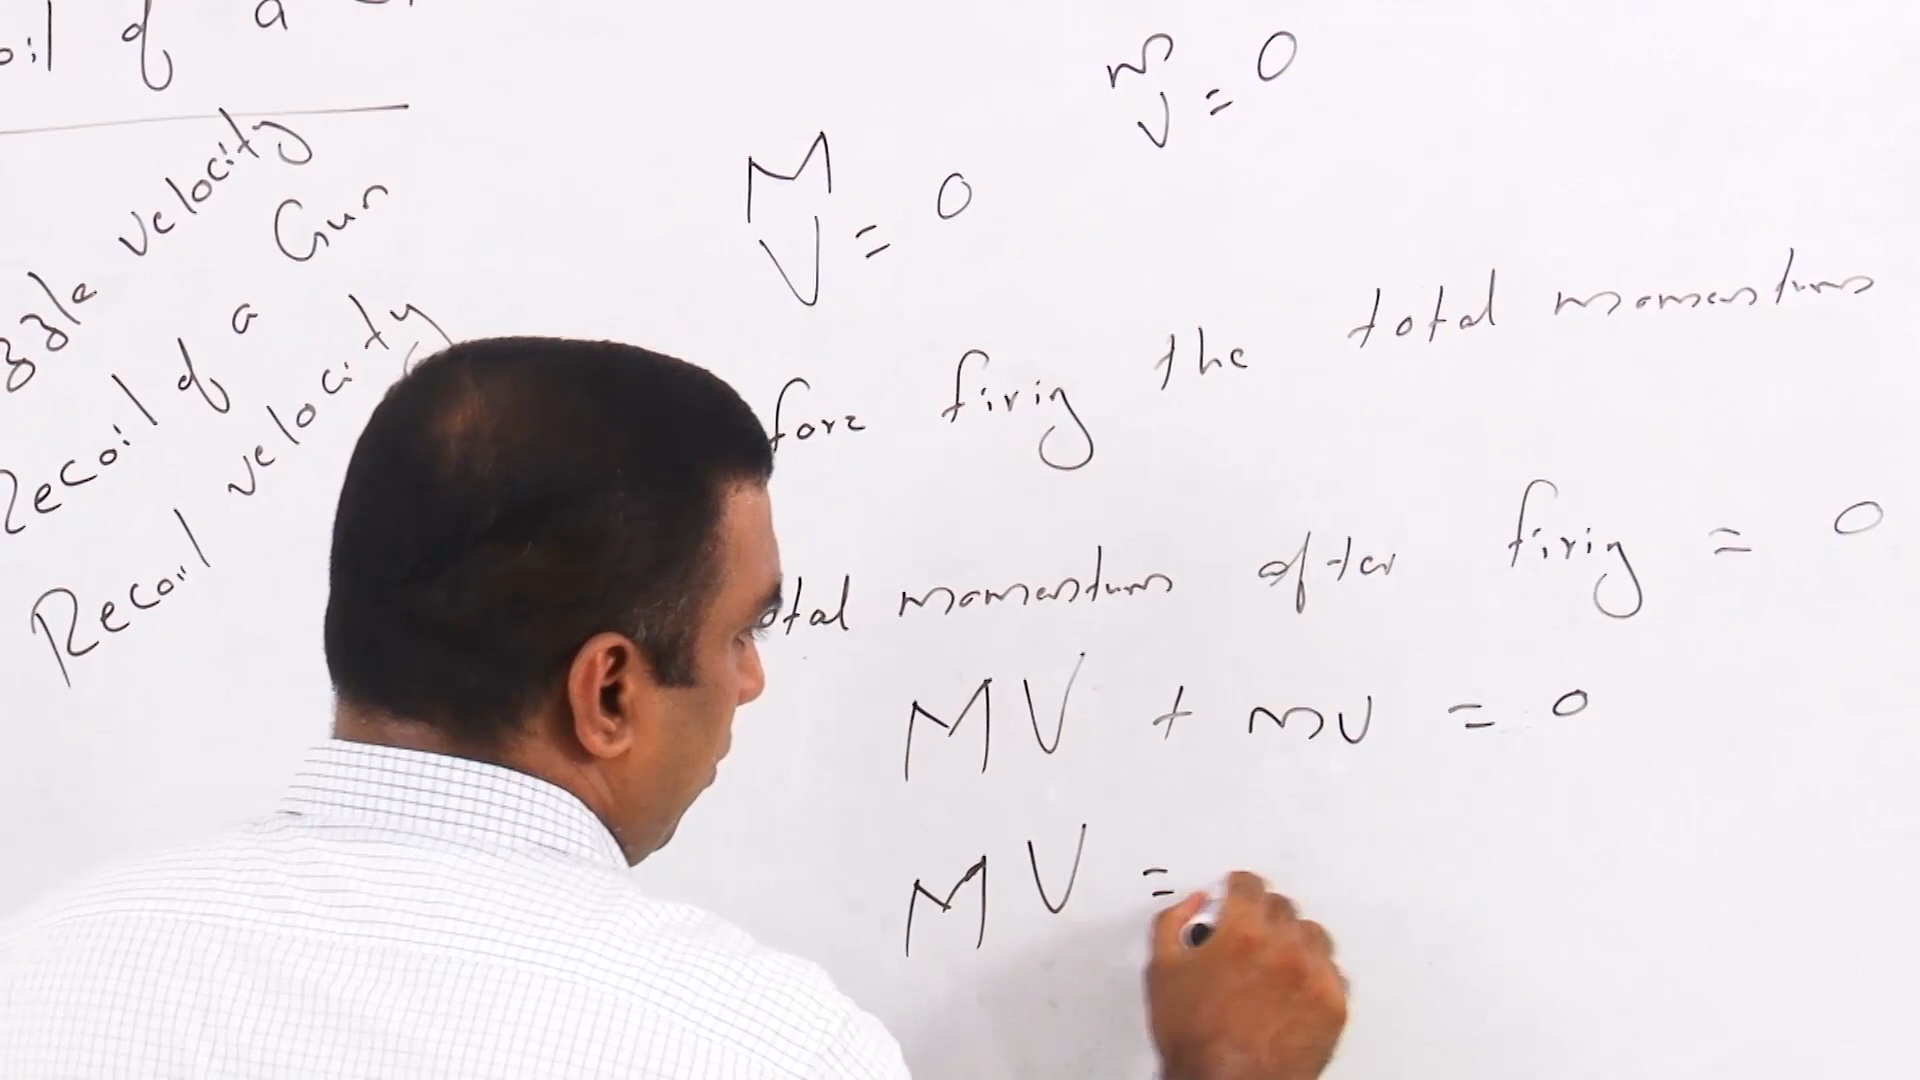 oil of a
zzle velocity
Recoil of a Gun
Recoil velocity
m
v = 0
M
V = 0
fore firing the total momentum
otal momentum after firing = 0
MV + mv = 0
MV =